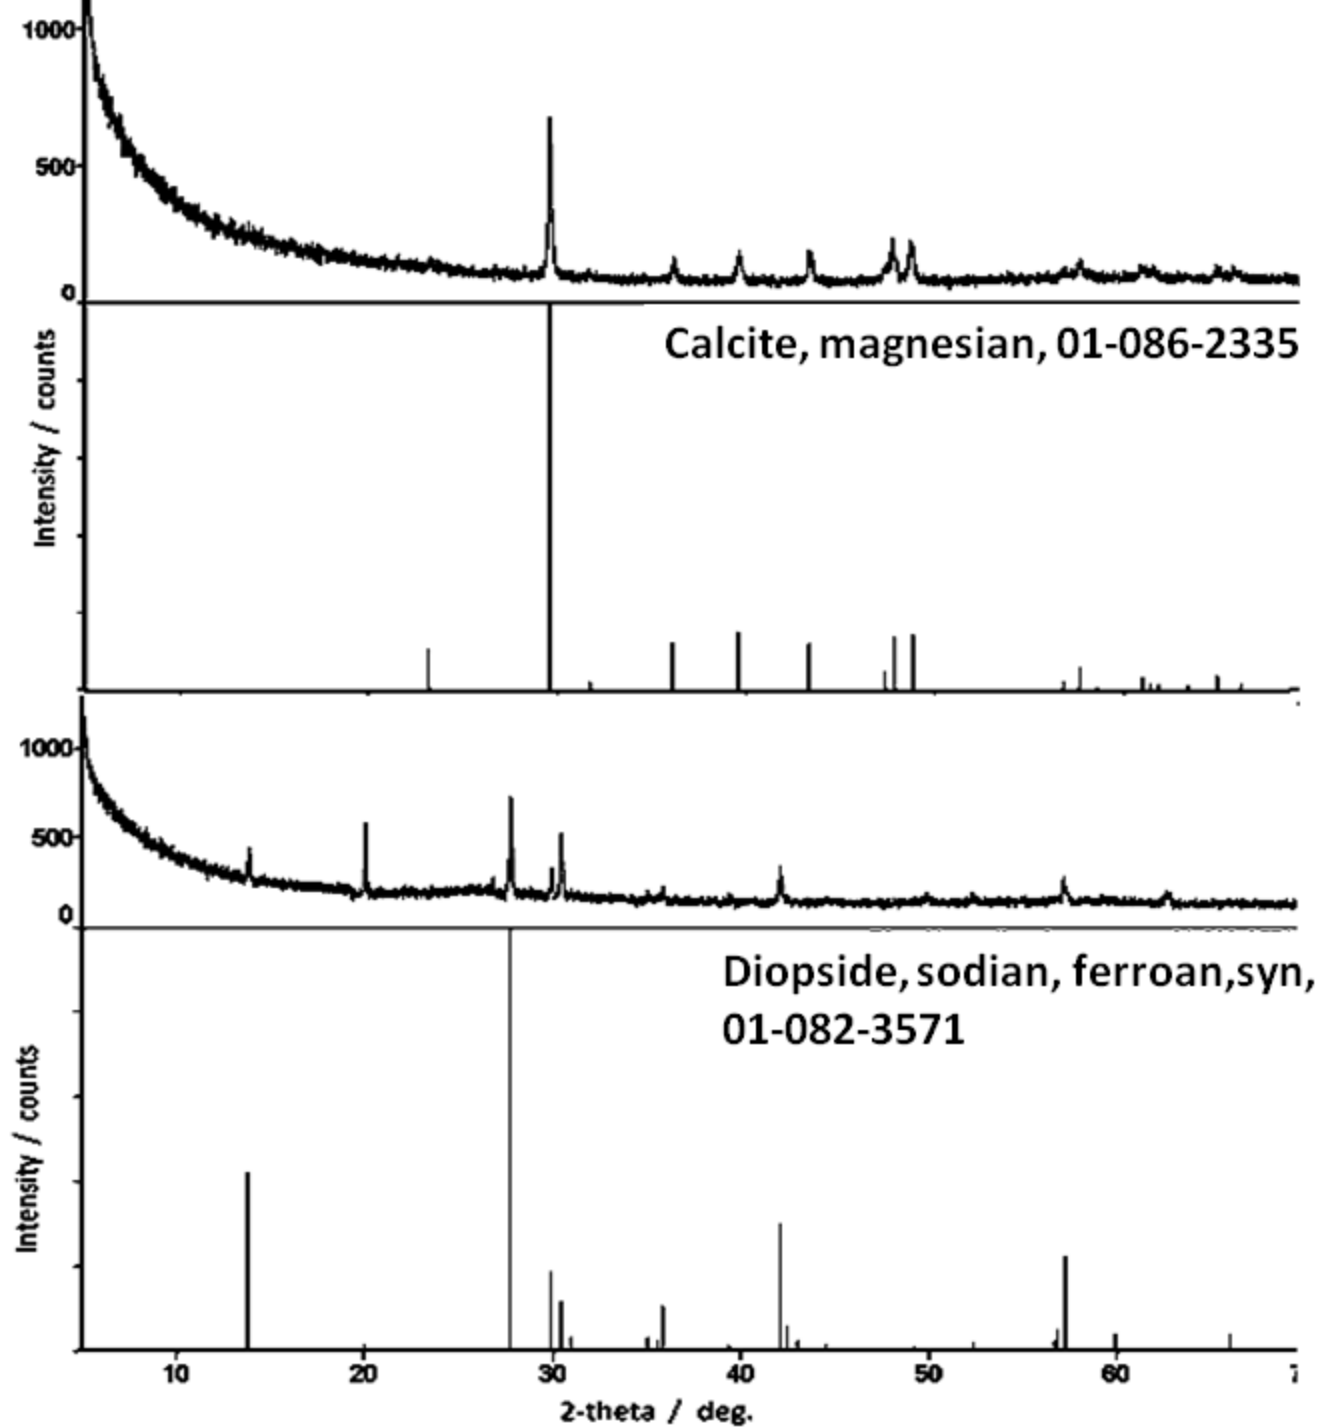 1000
500
0
Intensity / counts
Calcite, magnesian, 01-086-2335
1000
500
0
Intensity / counts
Diopside, sodian, ferroan,syn,
01-082-3571
10 20 30 40 50 60
2-theta / deg.